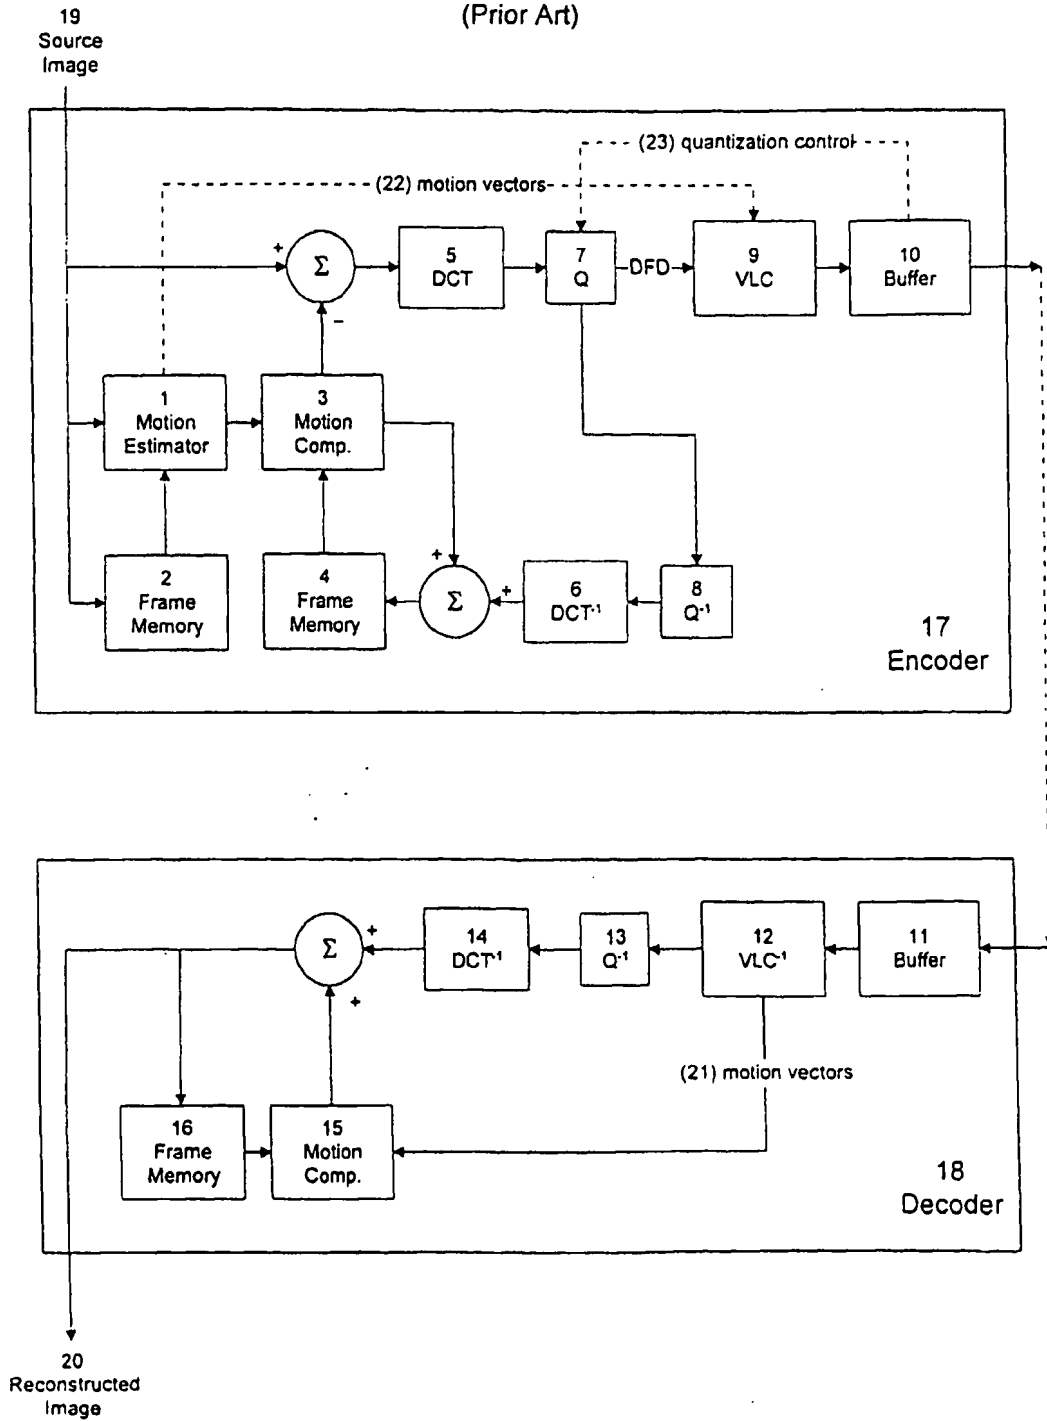 (Prior Art)
19
Source
Image
(23) quantization control
(22) motion vectors
+
Σ
5
DCT
7
Q
DFD
9
VLC
10
Buffer
−
1
Motion
Estimator
3
Motion
Comp.
2
Frame
Memory
4
Frame
Memory
+
Σ
+
6
DCT⁻¹
8
Q⁻¹
17
Encoder
Σ
+
14
DCT⁻¹
13
Q⁻¹
12
VLC⁻¹
11
Buffer
+
(21) motion vectors
16
Frame
Memory
15
Motion
Comp.
18
Decoder
20
Reconstructed
Image